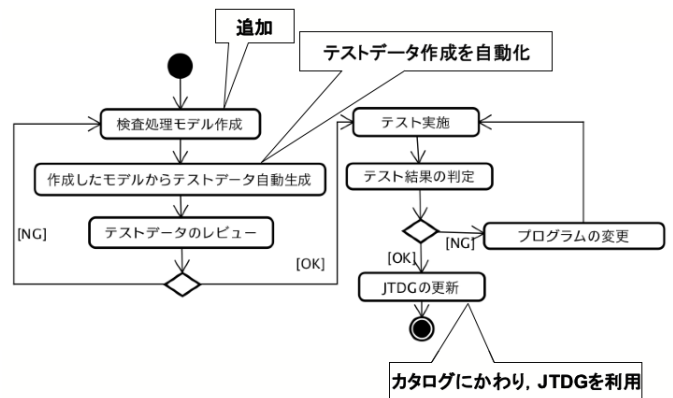 追加
テストデータ作成を自動化
検査処理モデル作成
作成したモデルからテストデータ自動生成
テストデータのレビュー
[NG]
[OK]
テスト実施
テスト結果の判定
[NG]
プログラムの変更
[OK]
JTDGの更新
カタログにかわり，JTDGを利用